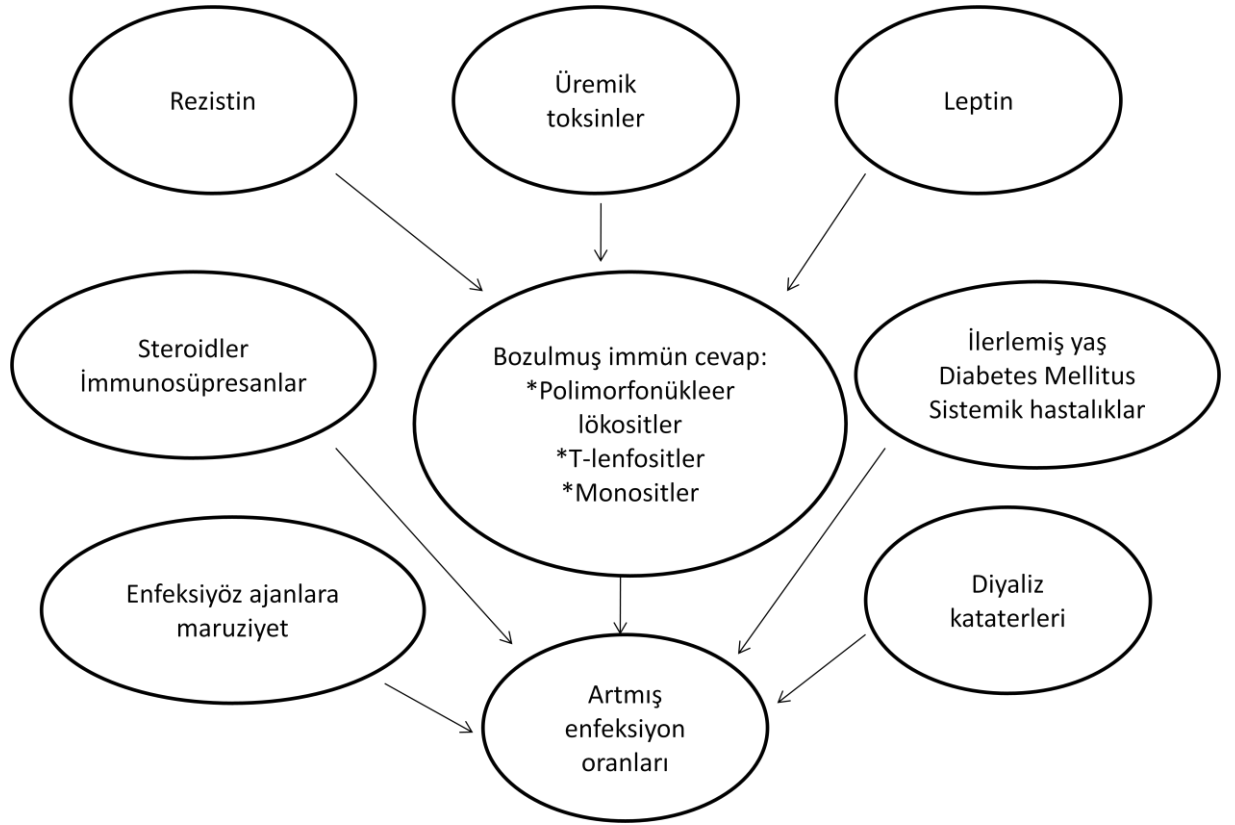 Rezistin
Üremik
toksinler
Leptin
Steroidler
İmmunosüpresanlar
Bozulmuş immün cevap:
*Polimorfonükleer
lökositler
*T-lenfositler
*Monositler
İlerlemiş yaş
Diabetes Mellitus
Sistemik hastalıklar
Enfeksiyöz ajanlara
maruziyet
Diyaliz
kataterleri
Artmış
enfeksiyon
oranları